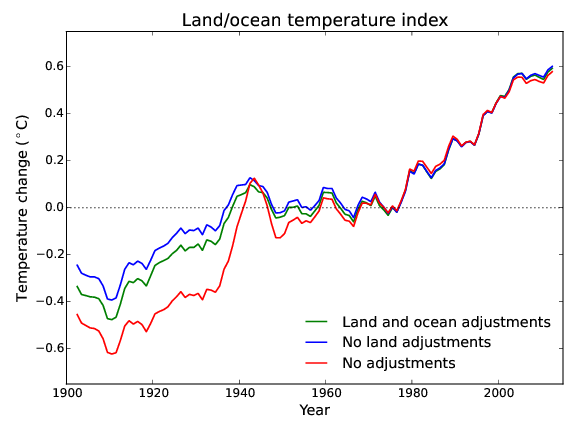 Land/ocean temperature index
Temperature change (°C)
0.6
0.4
0.2
0.0
−0.2
−0.4
−0.6
Land and ocean adjustments
No land adjustments
No adjustments
1900 1920 1940 1960 1980 2000
Year